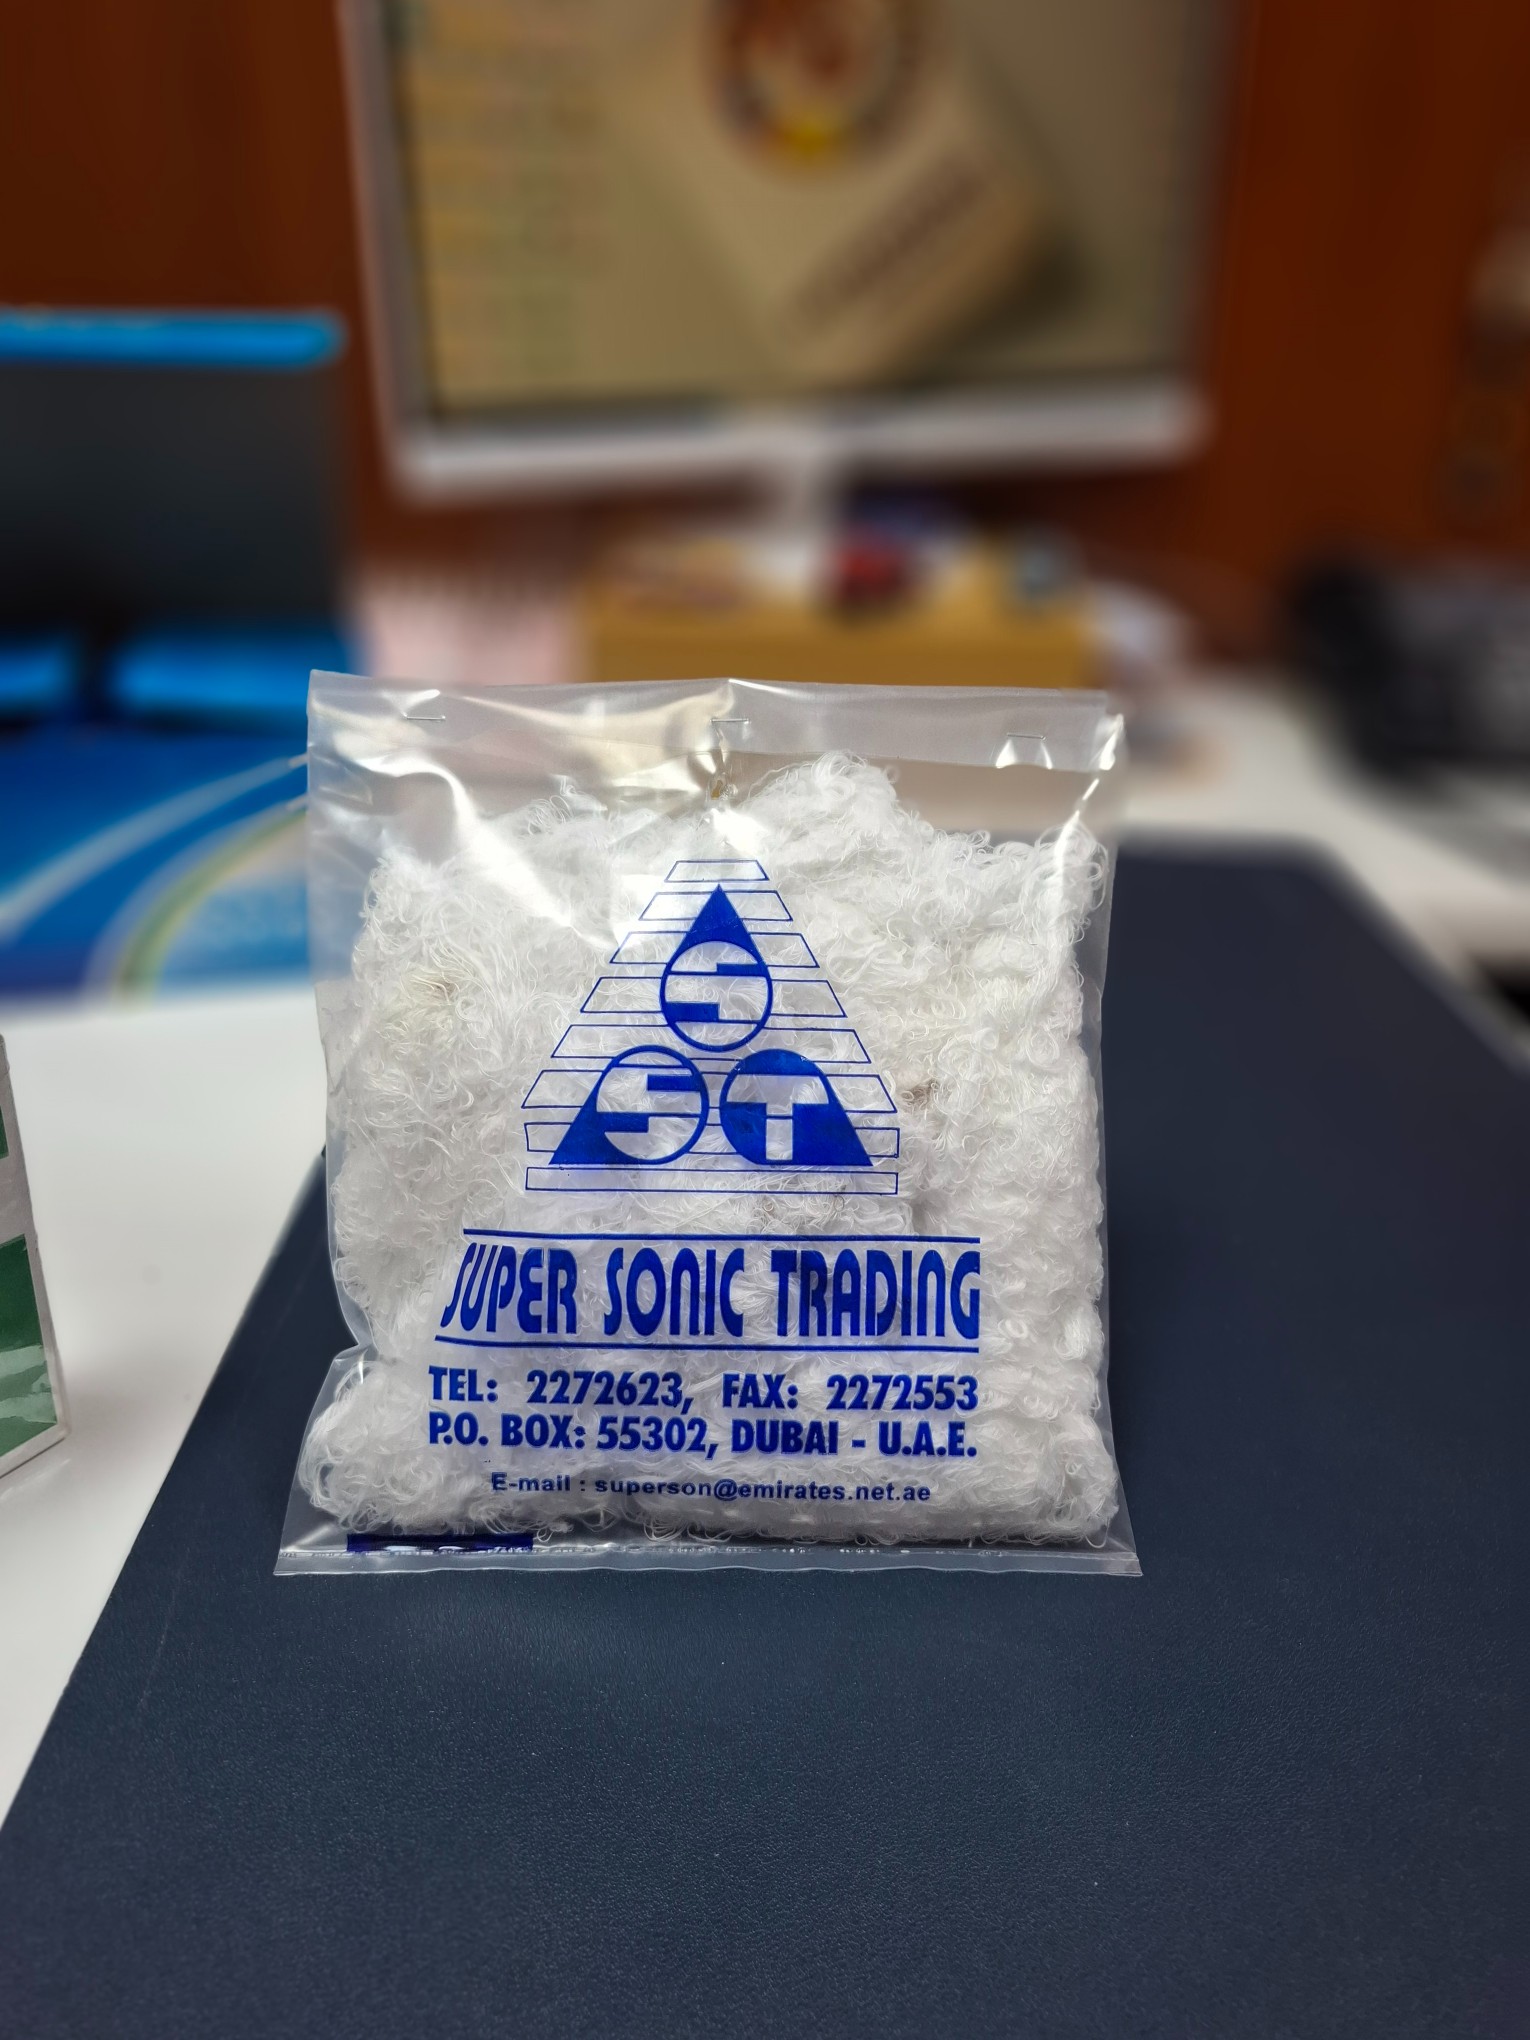 S
S T
SUPER SONIC TRADING
TEL: 2272623, FAX: 2272553
P.O. BOX: 55302, DUBAI - U.A.E.
E-mail : superson@emirates.net.ae